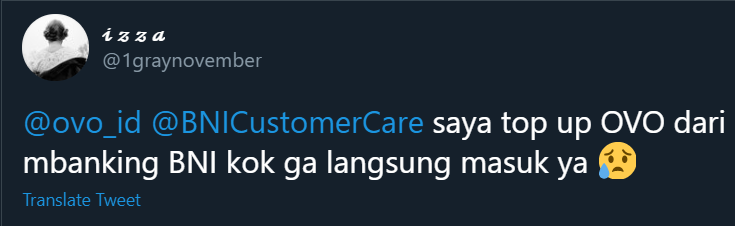 𝓲 𝔃 𝔃 𝓪
@1graynovember
@ovo_id @BNICustomerCare saya top up OVO dari
mbanking BNI kok ga langsung masuk ya 😥
Translate Tweet